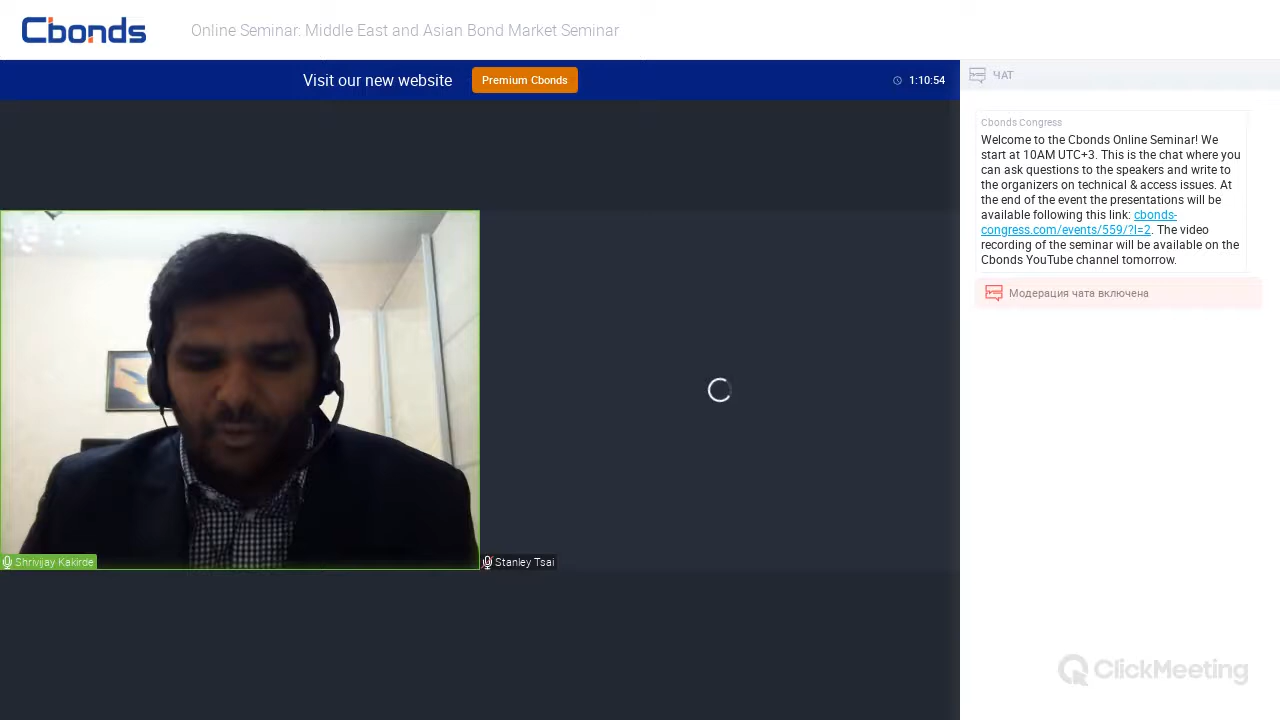 Cbonds
Online Seminar: Middle East and Asian Bond Market Seminar
Visit our new website
Premium Cbonds
1:10:54
ЧАТ
Cbonds Congress
Welcome to the Cbonds Online Seminar! We
start at 10AM UTC+3. This is the chat where you
can ask questions to the speakers and write to
the organizers on technical & access issues. At
the end of the event the presentations will be
available following this link: cbonds-
congress.com/events/559/?l=2. The video
recording of the seminar will be available on the
Cbonds YouTube channel tomorrow.
Модерация чата включена
Shrivijay Kakirde
Stanley Tsai
ClickMeeting